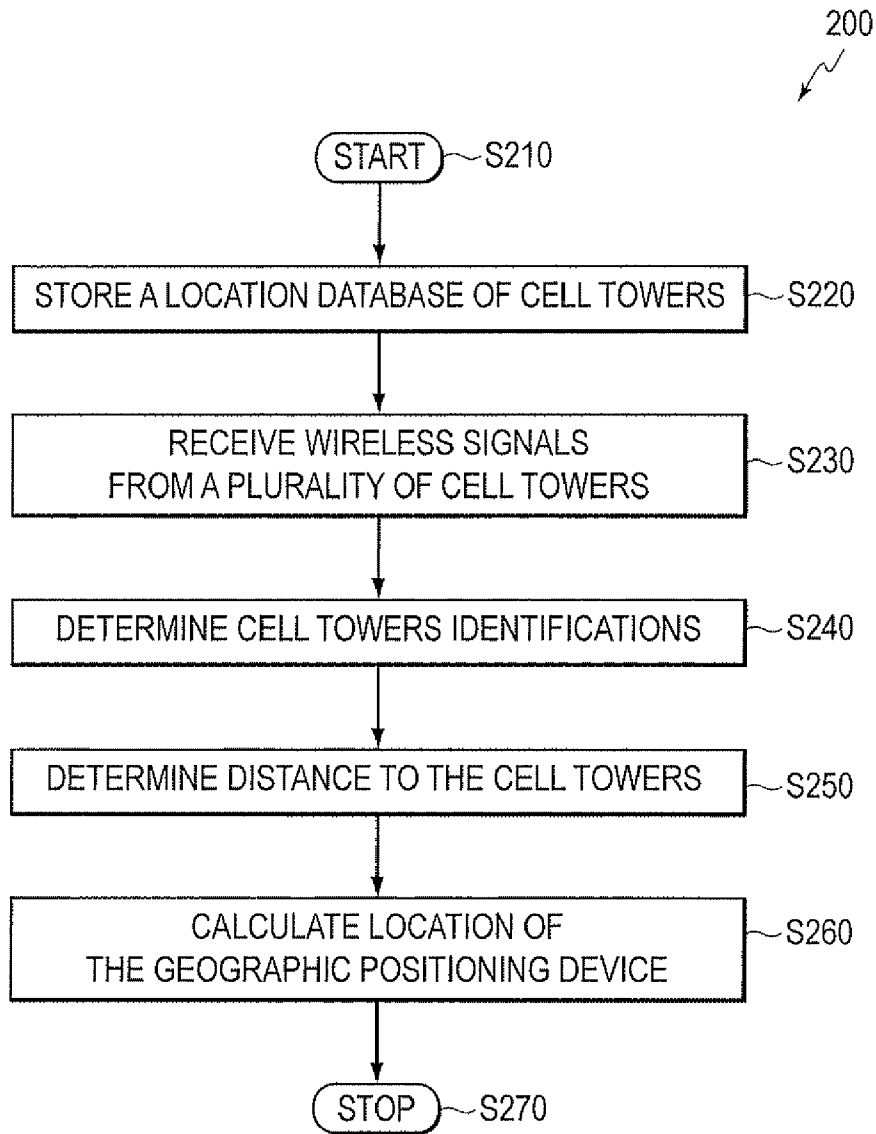 200
START S210
STORE A LOCATION DATABASE OF CELL TOWERS S220
RECEIVE WIRELESS SIGNALS
FROM A PLURALITY OF CELL TOWERS S230
DETERMINE CELL TOWERS IDENTIFICATIONS S240
DETERMINE DISTANCE TO THE CELL TOWERS S250
CALCULATE LOCATION OF
THE GEOGRAPHIC POSITIONING DEVICE S260
STOP S270